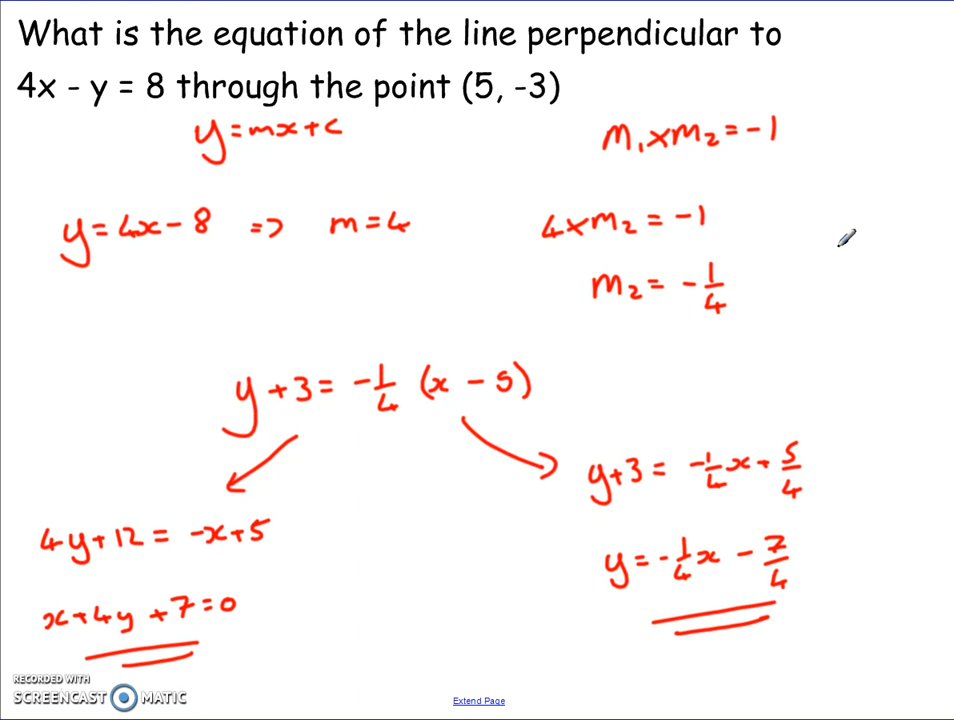 What is the equation of the line perpendicular to
4x - y = 8 through the point (5, -3)
y = mx + c
m₁ x m₂ = -1
y = 4x - 8 => m = 4
4 x m₂ = -1
m₂ = -1/4
y + 3 = -1/4 (x - 5)
y + 3 = -1/4 x + 5/4
4y + 12 = -x + 5
y = -1/4 x - 7/4
x + 4y + 7 = 0
RECORDED WITH
SCREENCAST MATIC
Extend Page